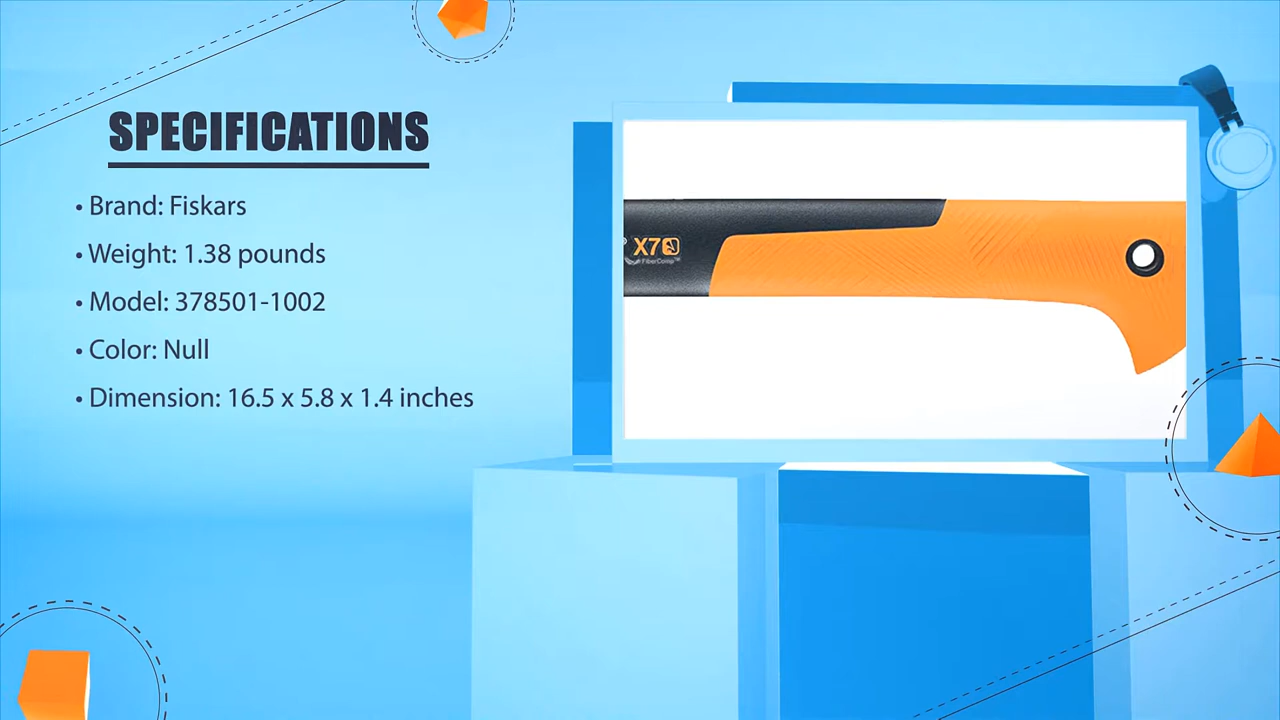 SPECIFICATIONS
• Brand: Fiskars
• Weight: 1.38 pounds
• Model: 378501-1002
• Color: Null
• Dimension: 16.5 x 5.8 x 1.4 inches
X7
FiberComp™